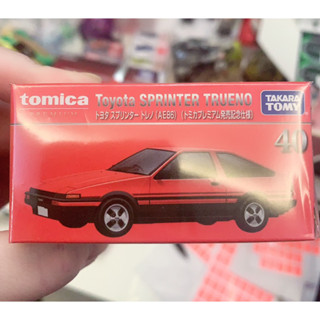 tomica
Toyota SPRINTER TRUENO
トヨタ スプリンター トレノ(AE86) (トミカプレミアム発売記念仕様)
TAKARA
TOMY
40